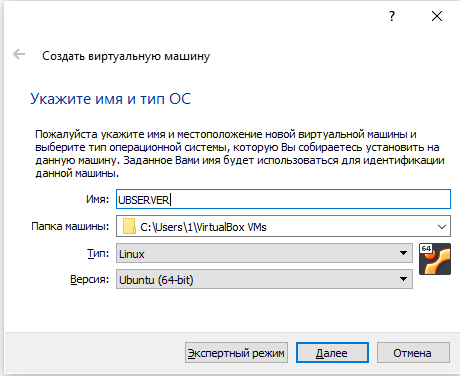 ?
Создать виртуальную машину
Укажите имя и тип ОС
Пожалуйста укажите имя и местоположение новой виртуальной машины и
выберите тип операционной системы, которую Вы собираетесь установить на
данную машину. Заданное Вами имя будет использоваться для идентификации
данной машины.
Имя: UBSERVER
Папка машины: C:\Users\1\VirtualBox VMs
Тип: Linux 64
Версия: Ubuntu (64-bit)
Экспертный режим Далее Отмена